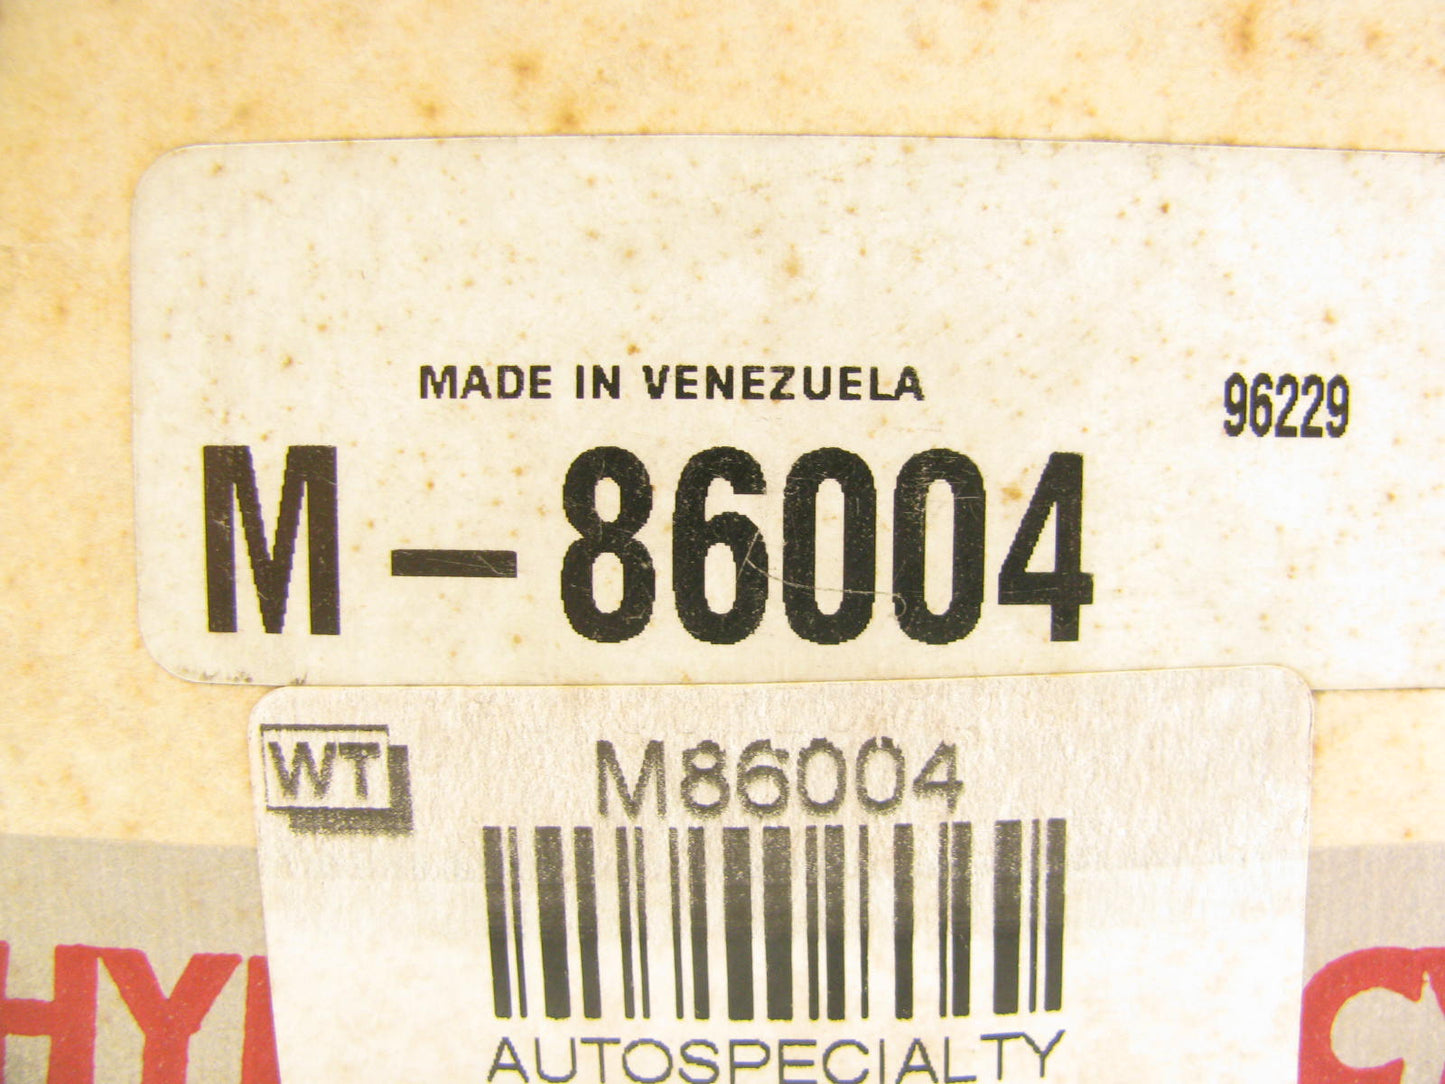 MADE IN VENEZUELA
96229
M-86004
WT
M86004
AUTOSPECIALTY